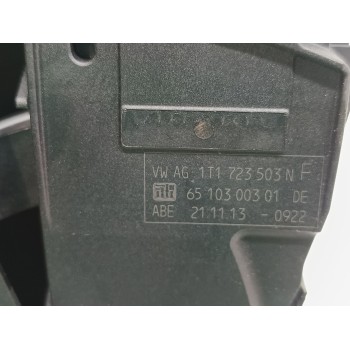 VW AG 1T1 723 503 N F
65 103 003 01 DE
ABE 21.11.13 - 0922